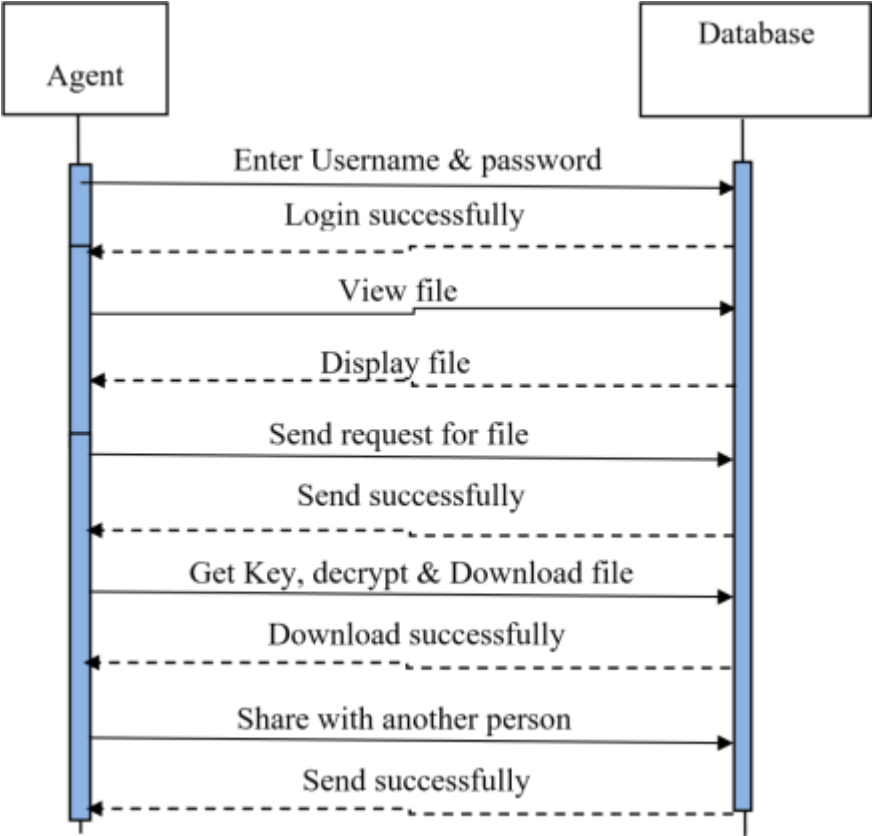 Agent
Database
Enter Username & password
Login successfully
View file
Display file
Send request for file
Send successfully
Get Key, decrypt & Download file
Download successfully
Share with another person
Send successfully